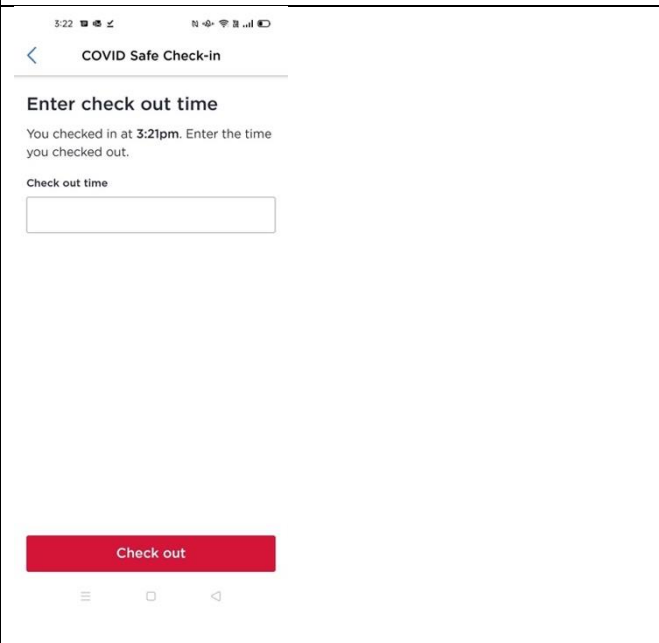 3:22
COVID Safe Check-in
Enter check out time
You checked in at 3:21pm. Enter the time
you checked out.
Check out time
Check out